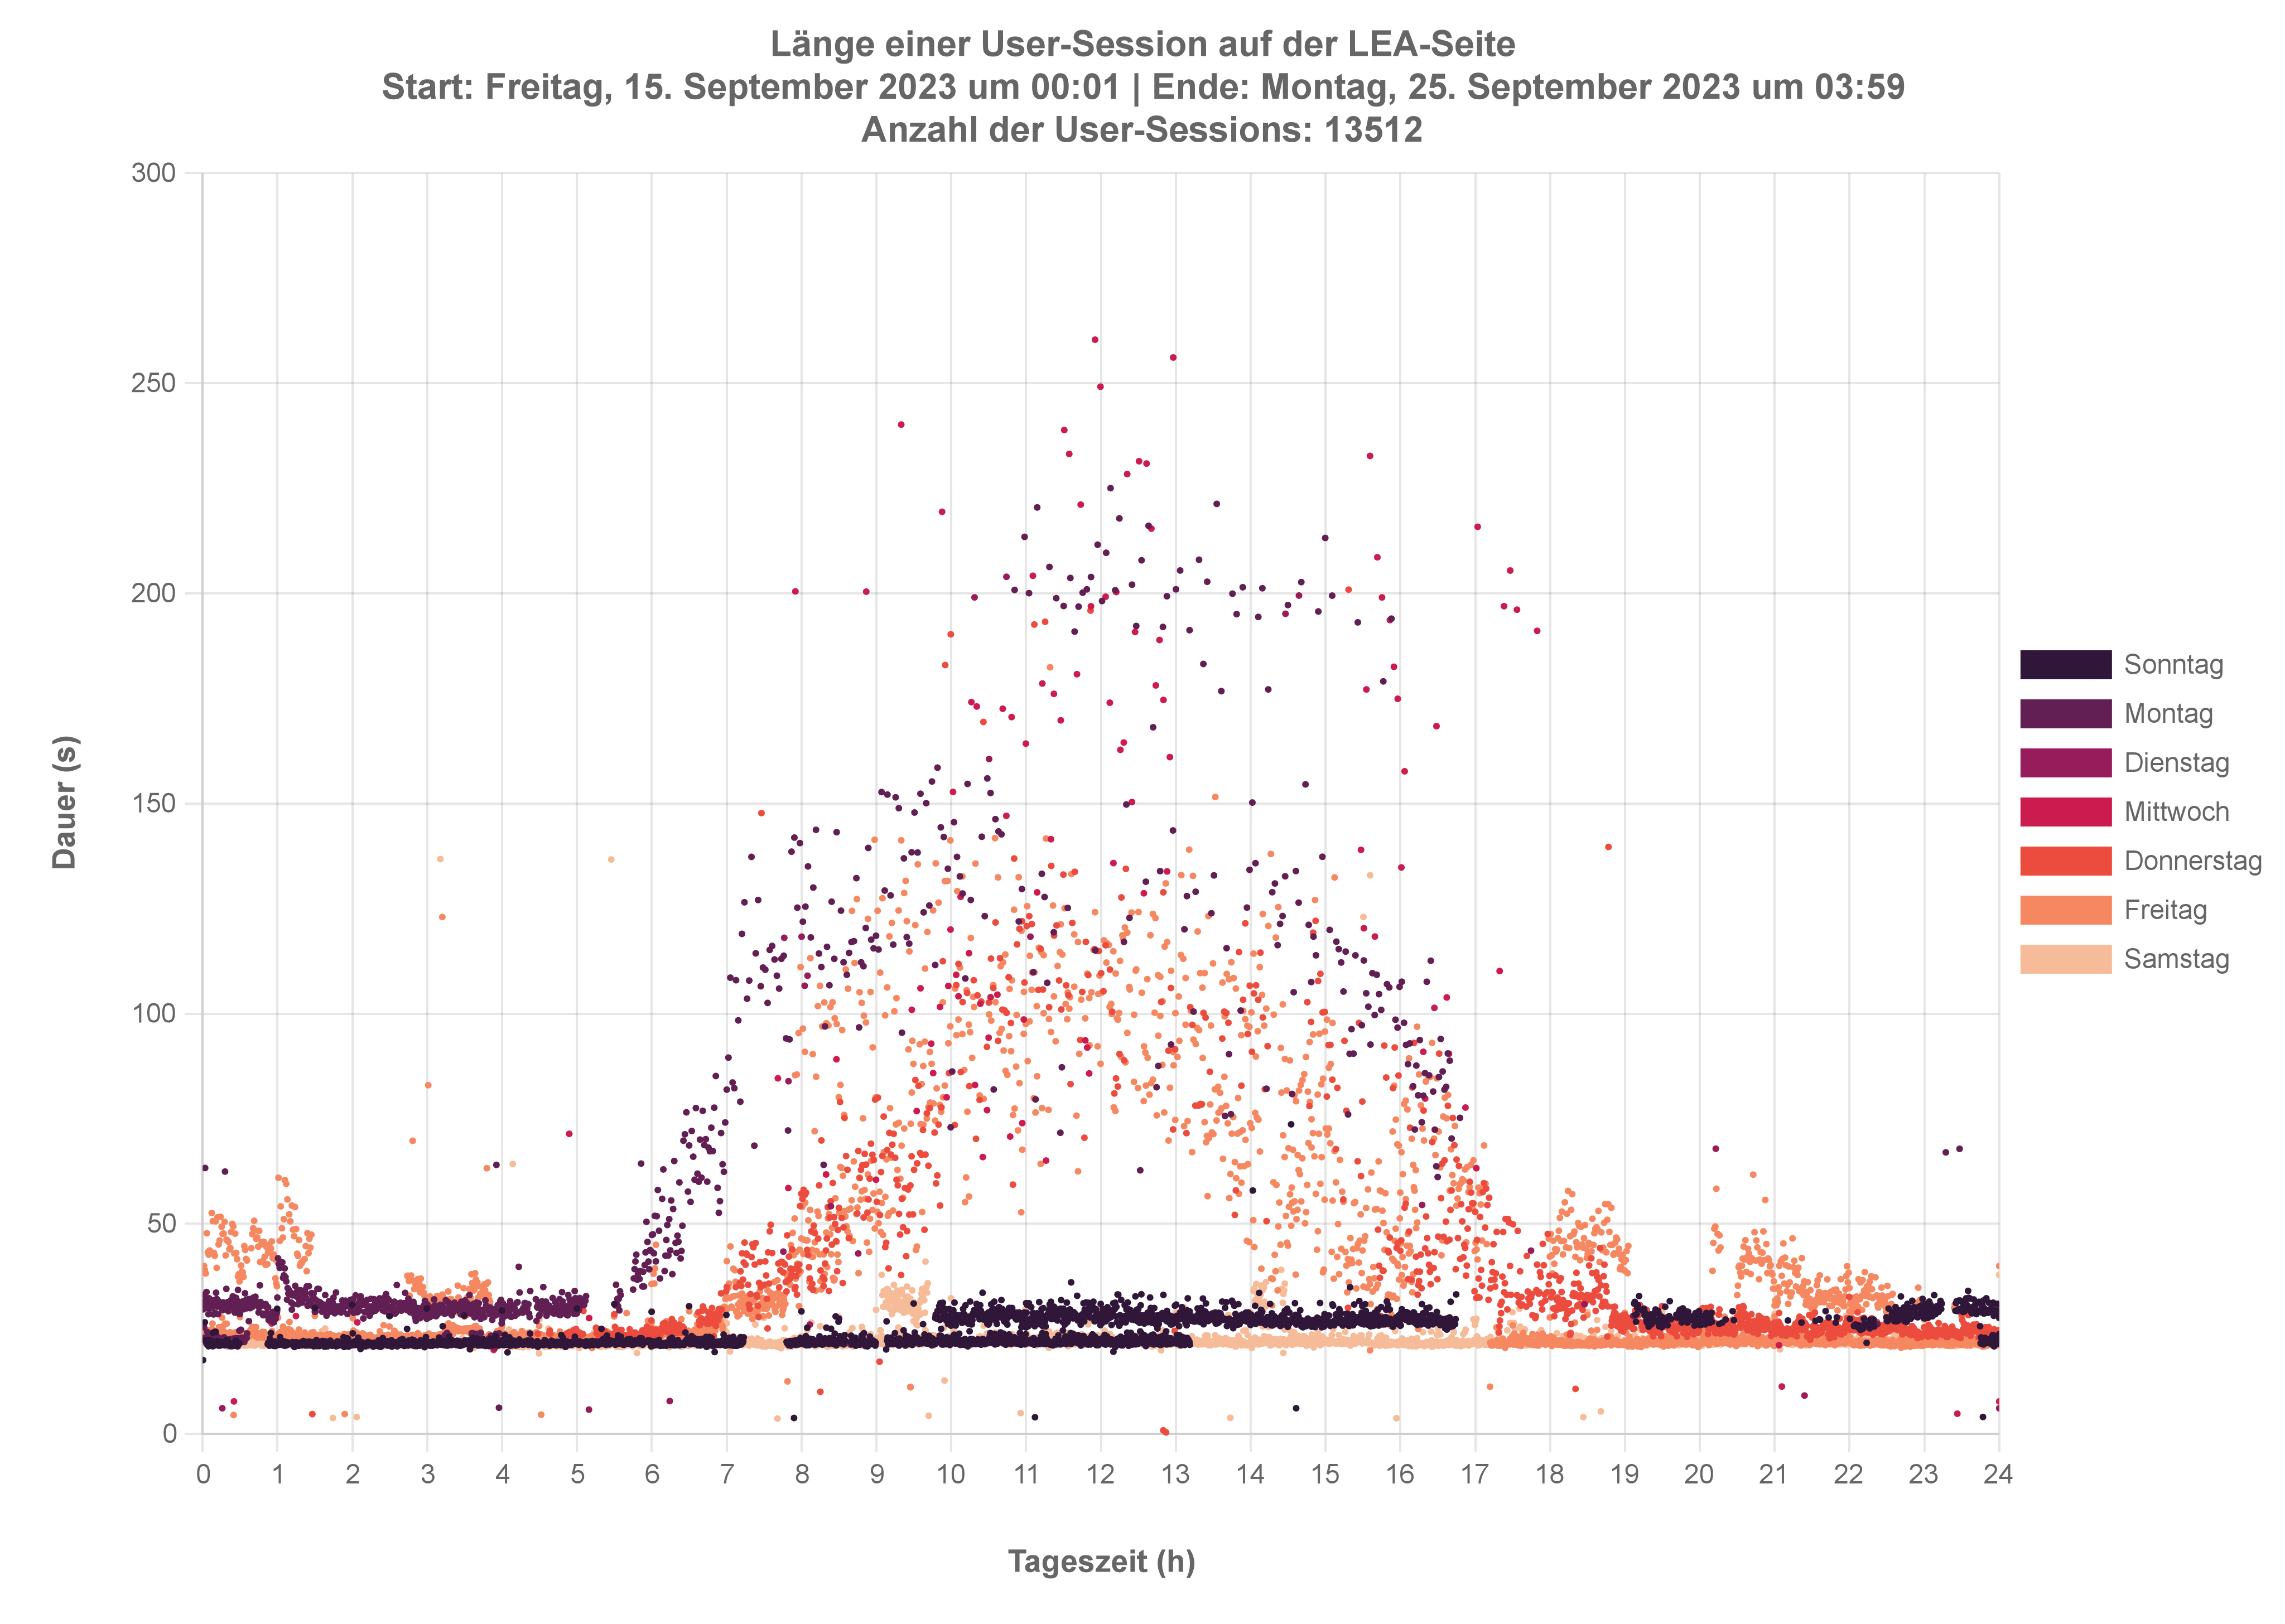 Länge einer User-Session auf der LEA-Seite
Start: Freitag, 15. September 2023 um 00:01 | Ende: Montag, 25. September 2023 um 03:59
Anzahl der User-Sessions: 13512
300
250
200
150
100
50
0
Dauer (s)
0 1 2 3 4 5 6 7 8 9 10 11 12 13 14 15 16 17 18 19 20 21 22 23 24
Tageszeit (h)
Sonntag
Montag
Dienstag
Mittwoch
Donnerstag
Freitag
Samstag